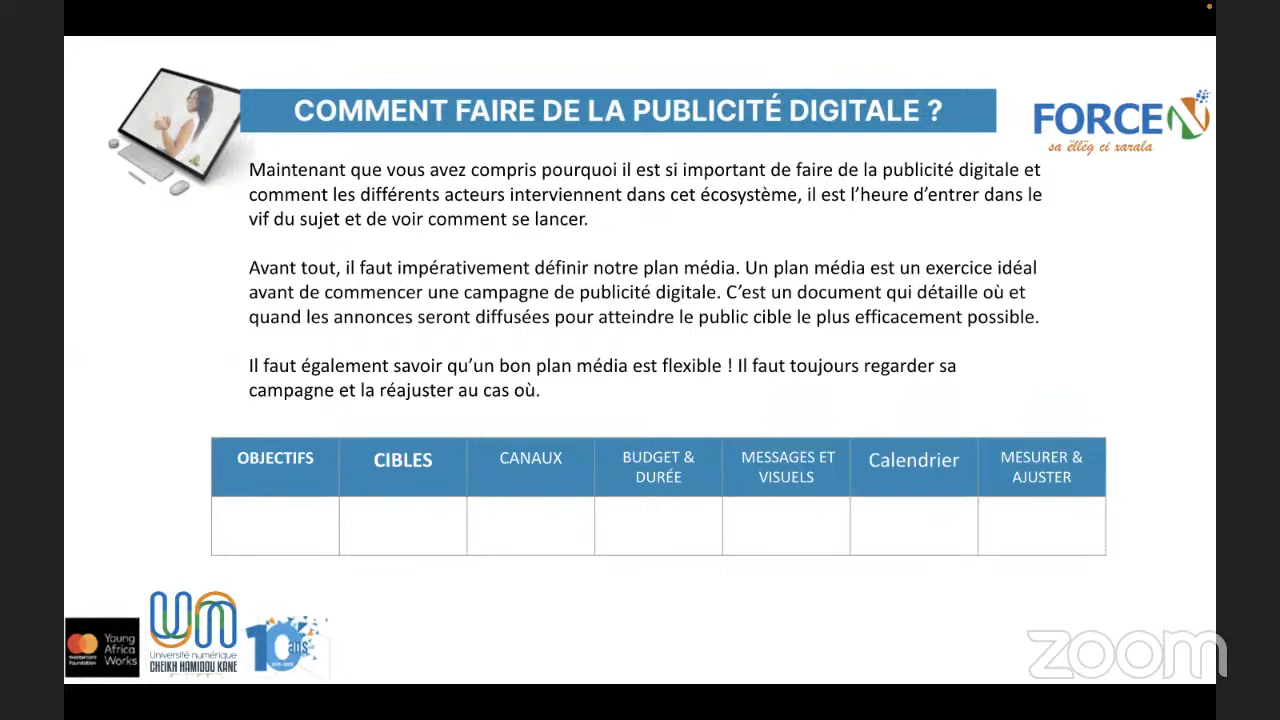 COMMENT FAIRE DE LA PUBLICITÉ DIGITALE ?
FORCEN
sa ëllëg ci xarala
Maintenant que vous avez compris pourquoi il est si important de faire de la publicité digitale et
comment les différents acteurs interviennent dans cet écosystème, il est l’heure d’entrer dans le
vif du sujet et de voir comment se lancer.
Avant tout, il faut impérativement définir notre plan média. Un plan média est un exercice idéal
avant de commencer une campagne de publicité digitale. C’est un document qui détaille où et
quand les annonces seront diffusées pour atteindre le public cible le plus efficacement possible.
Il faut également savoir qu’un bon plan média est flexible ! Il faut toujours regarder sa
campagne et la réajuster au cas où.
OBJECTIFS
CIBLES
CANAUX
BUDGET &
DURÉE
MESSAGES ET
VISUELS
Calendrier
MESURER &
AJUSTER
mastercard
Foundation
Young
Africa
Works
Université numérique
CHEIKH HAMIDOU KANE
10 ans
zoom